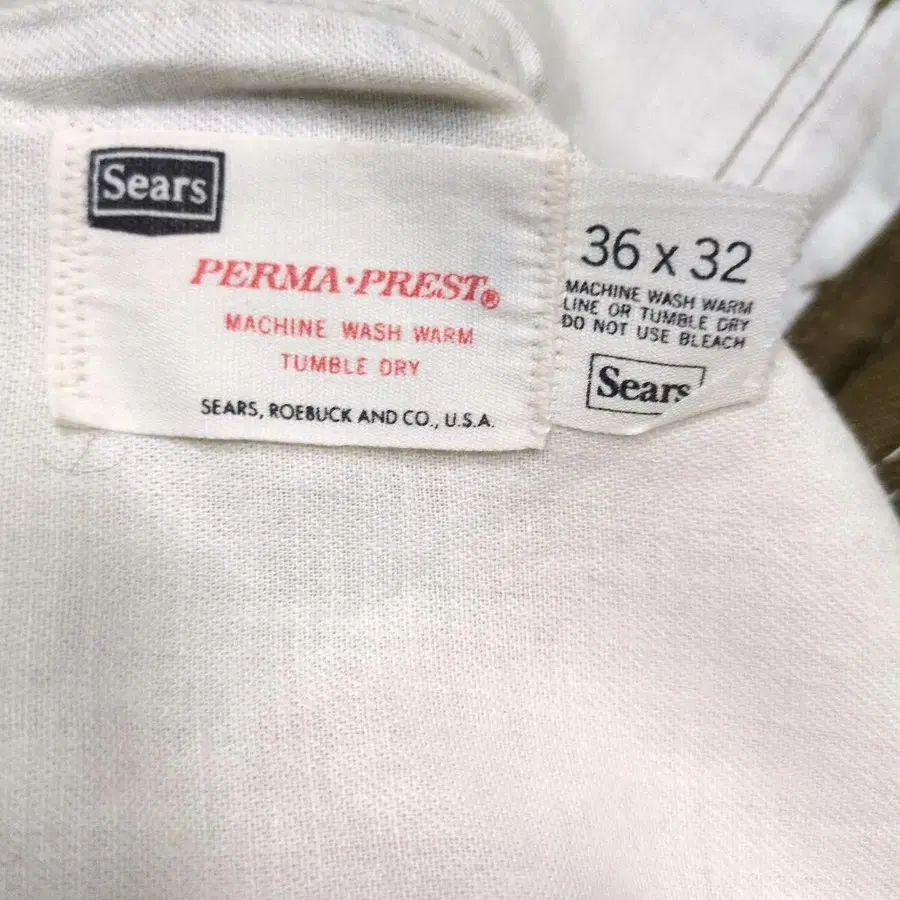 Sears
PERMA·PREST®
MACHINE WASH WARM
TUMBLE DRY
SEARS, ROEBUCK AND CO., U.S.A.
36 x 32
MACHINE WASH WARM
LINE OR TUMBLE DRY
DO NOT USE BLEACH
Sears